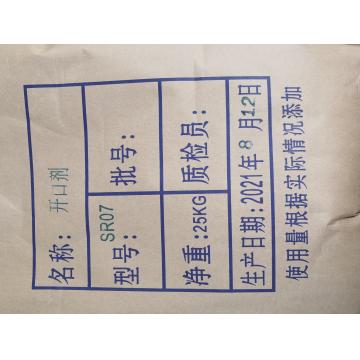 名称：开口剂
型号：SR07 批号：
净重：25KG 质检员：
生产日期：2021年8月12日
使用量根据实际情况添加